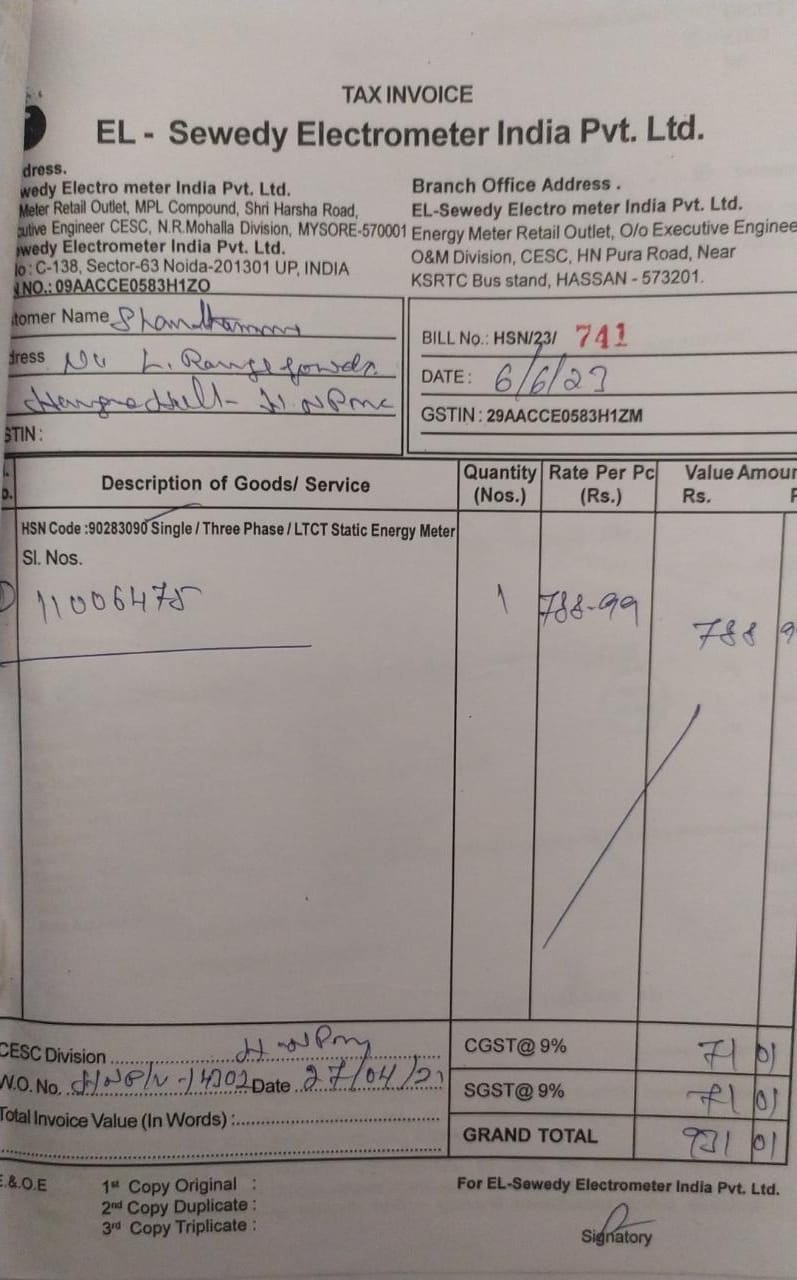 TAX INVOICE
EL - Sewedy Electrometer India Pvt. Ltd.
dress.
wedy Electro meter India Pvt. Ltd.
Meter Retail Outlet, MPL Compound, Shri Harsha Road,
utive Engineer CESC, N.R.Mohalla Division, MYSORE-570001
wedy Electrometer India Pvt. Ltd.
lo : C-138, Sector-63 Noida-201301 UP, INDIA
NO.: 09AACCE0583H1ZO
Branch Office Address .
EL-Sewedy Electro meter India Pvt. Ltd.
Energy Meter Retail Outlet, O/o Executive Enginee
O&M Division, CESC, HN Pura Road, Near
KSRTC Bus stand, HASSAN - 573201.
tomer Name
dress L. Rangegowda
STIN :
BILL No.: HSN/23/ 741
DATE : 6/6/23
GSTIN : 29AACCE0583H1ZM
Description of Goods/ Service
Quantity (Nos.)
Rate Per Pc (Rs.)
Value Amour
Rs. P
HSN Code :90283090 Single / Three Phase / LTCT Static Energy Meter
Sl. Nos.
11006475 1 788-99 788 9
CESC Division H-NPura
W.O. No. Date 27/04/23
Total Invoice Value (In Words) :
CGST@ 9% 71 01
SGST@ 9% 71 01
GRAND TOTAL 931 01
E.&.O.E
1st Copy Original :
2nd Copy Duplicate :
3rd Copy Triplicate :
For EL-Sewedy Electrometer India Pvt. Ltd.
Signatory